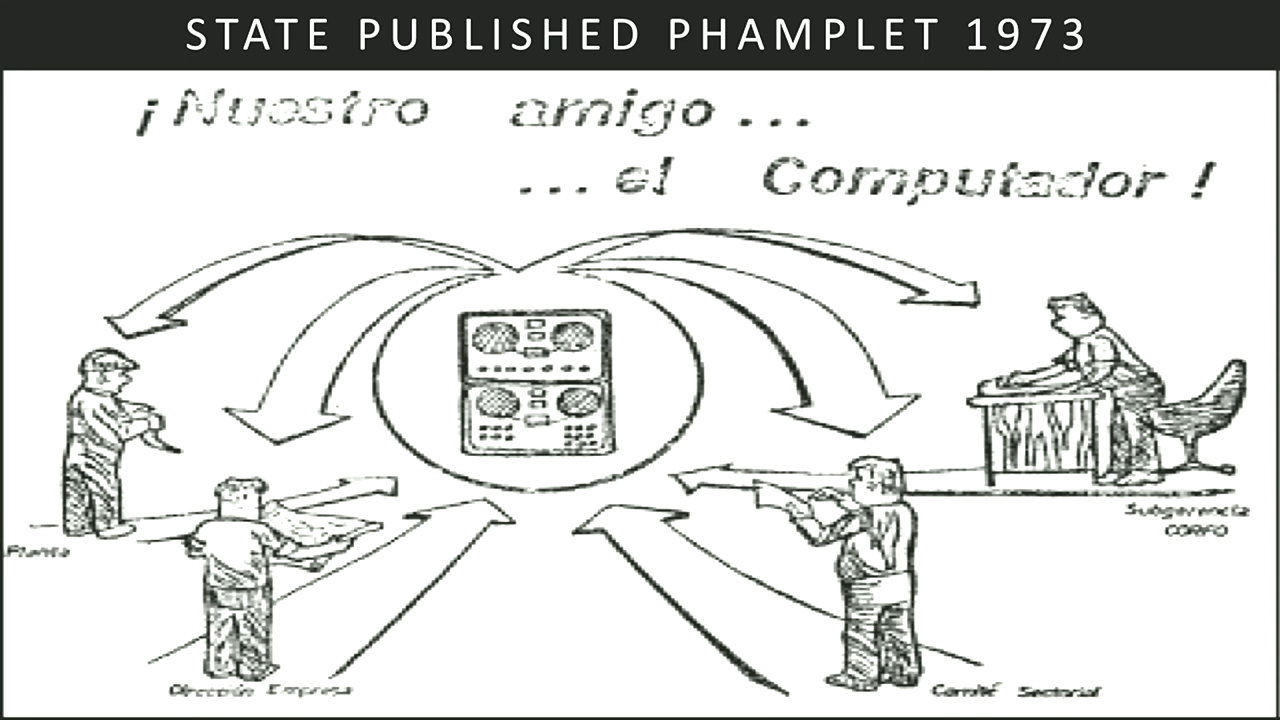 STATE PUBLISHED PHAMPLET 1973
¡Nuestro amigo...
...el Computador!
Subgerencia
CORFO
Planta
Dirección Empresa
Comité Sectorial